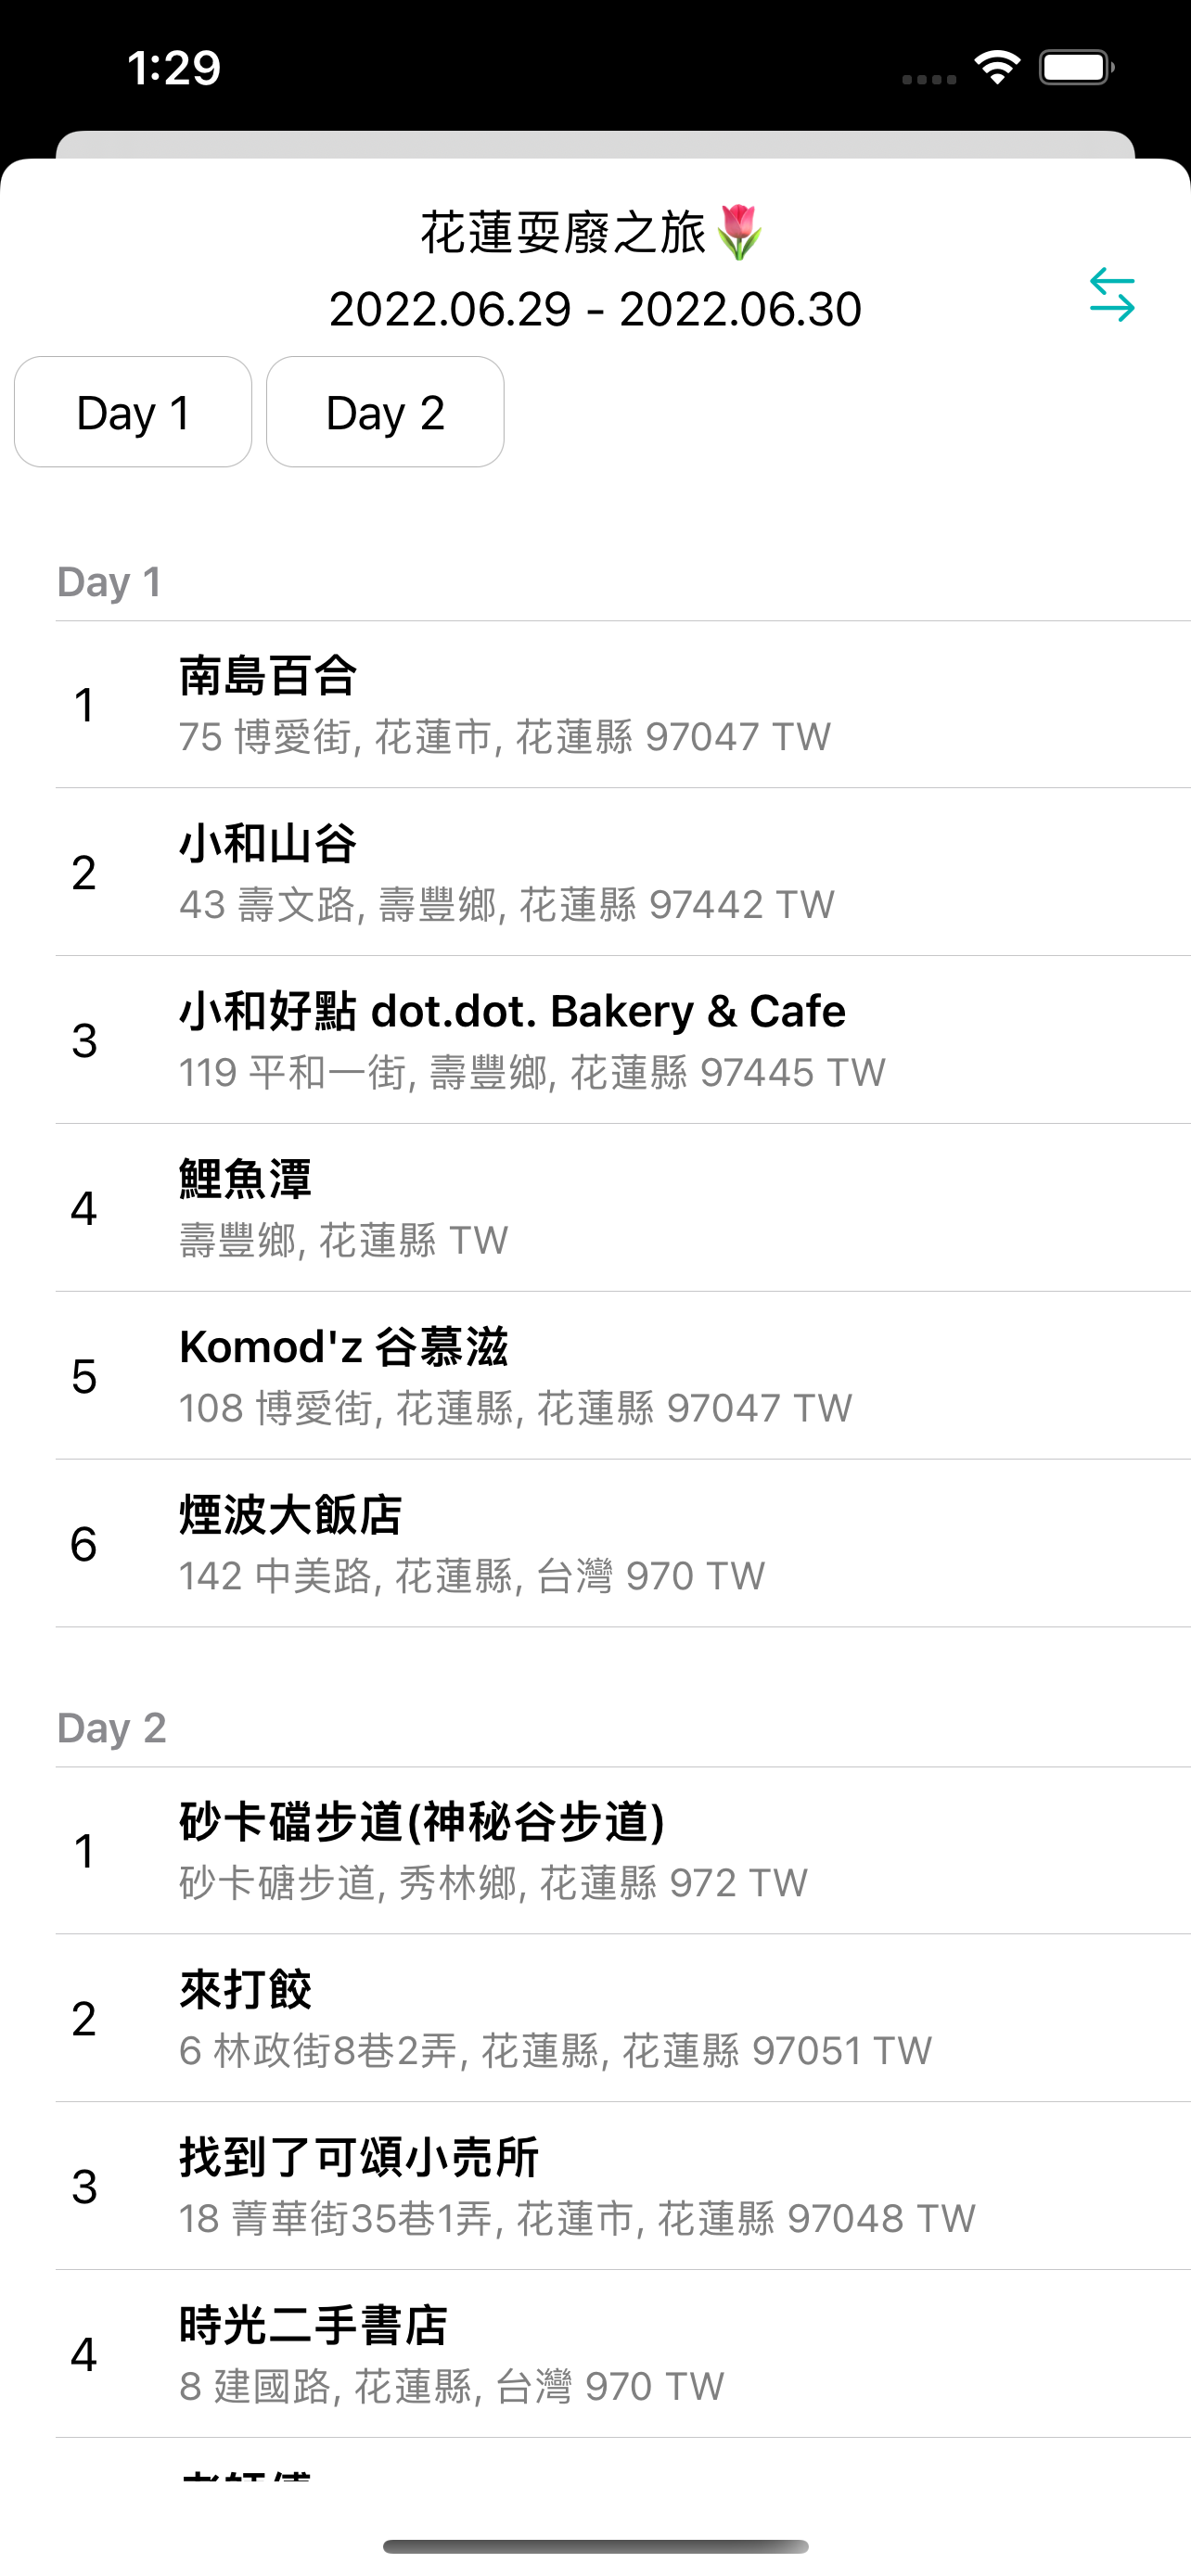 1:29
花蓮耍廢之旅🌷
2022.06.29 - 2022.06.30
Day 1
Day 2
Day 1
1
南島百合
75 博愛街, 花蓮市, 花蓮縣 97047 TW
2
小和山谷
43 壽文路, 壽豐鄉, 花蓮縣 97442 TW
3
小和好點 dot.dot. Bakery & Cafe
119 平和一街, 壽豐鄉, 花蓮縣 97445 TW
4
鯉魚潭
壽豐鄉, 花蓮縣 TW
5
Komod'z 谷慕滋
108 博愛街, 花蓮縣, 花蓮縣 97047 TW
6
煙波大飯店
142 中美路, 花蓮縣, 台灣 970 TW
Day 2
1
砂卡礑步道(神秘谷步道)
砂卡磄步道, 秀林鄉, 花蓮縣 972 TW
2
來打餃
6 林政街8巷2弄, 花蓮縣, 花蓮縣 97051 TW
3
找到了可頌小売所
18 菁華街35巷1弄, 花蓮市, 花蓮縣 97048 TW
4
時光二手書店
8 建國路, 花蓮縣, 台灣 970 TW